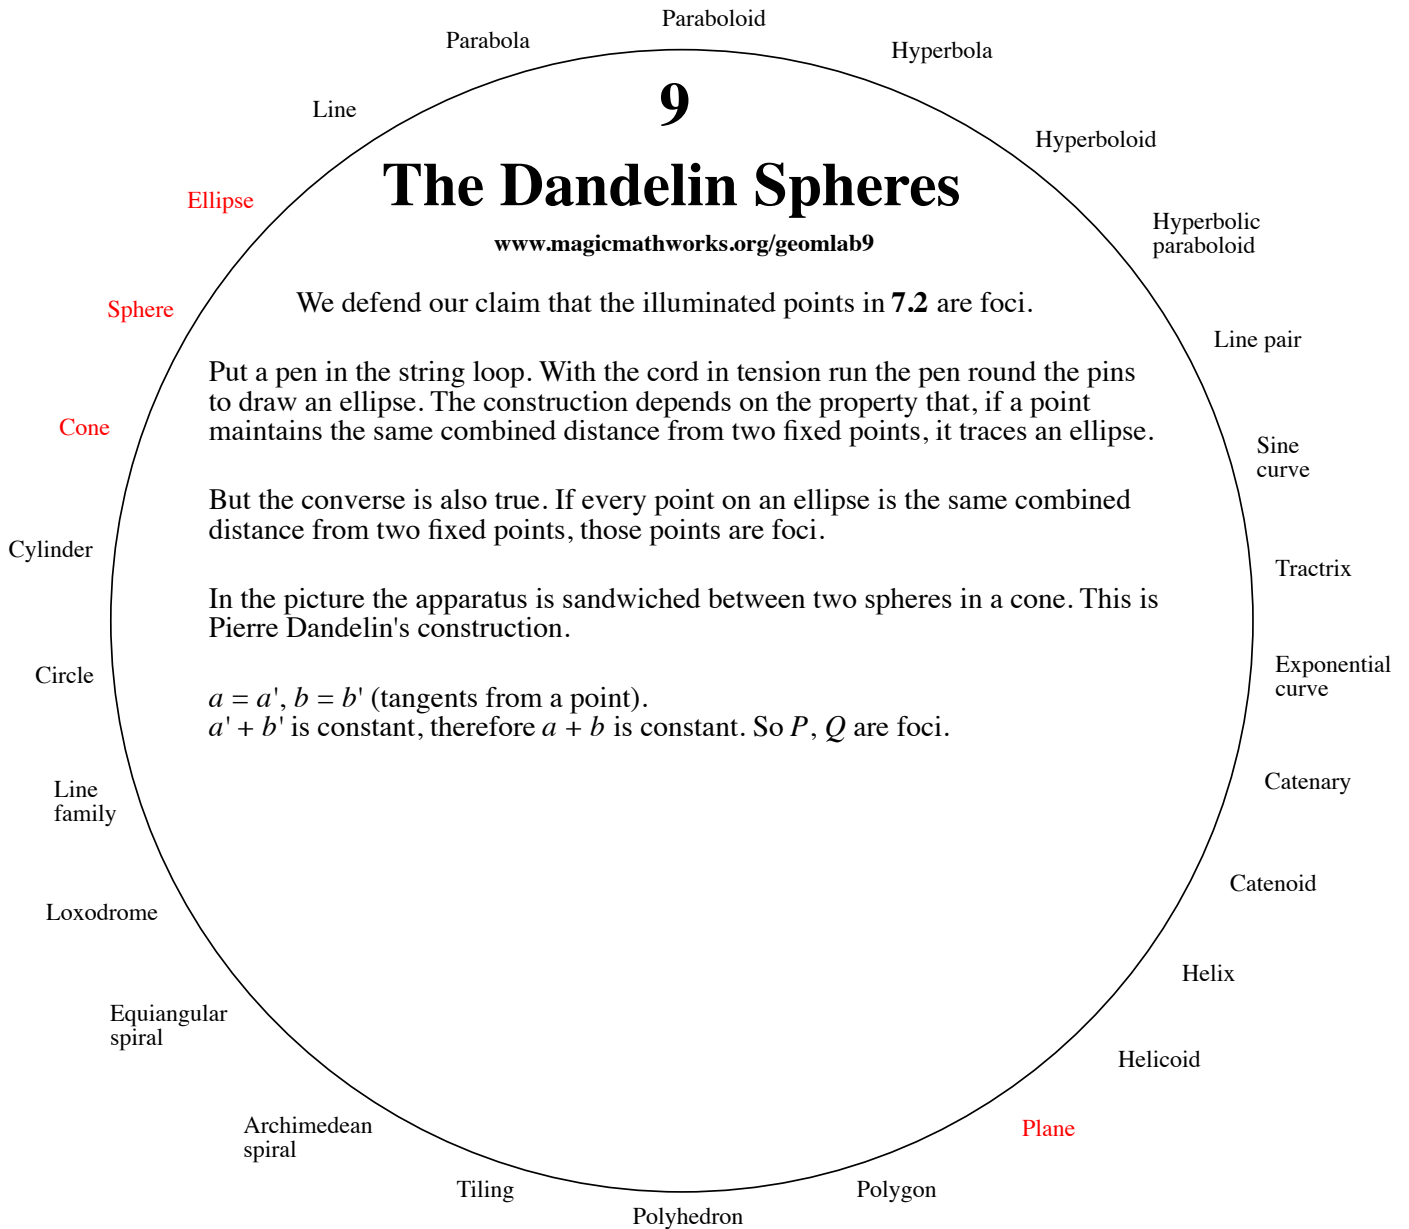 Paraboloid
Parabola
Hyperbola
Line
9
Hyperboloid
The Dandelin Spheres
Ellipse
Hyperbolic
paraboloid
www.magicmathworks.org/geomlab9
Sphere
We defend our claim that the illuminated points in 7.2 are foci.
Line pair
Put a pen in the string loop. With the cord in tension run the pen round the pins
to draw an ellipse. The construction depends on the property that, if a point
maintains the same combined distance from two fixed points, it traces an ellipse.
Cone
Sine
curve
But the converse is also true. If every point on an ellipse is the same combined
distance from two fixed points, those points are foci.
Cylinder
Tractrix
In the picture the apparatus is sandwiched between two spheres in a cone. This is
Pierre Dandelin's construction.
Circle
Exponential
curve
a = a', b = b' (tangents from a point).
a' + b' is constant, therefore a + b is constant. So P, Q are foci.
Line
family
Catenary
Loxodrome
Catenoid
Helix
Equiangular
spiral
Helicoid
Archimedean
spiral
Plane
Tiling
Polygon
Polyhedron